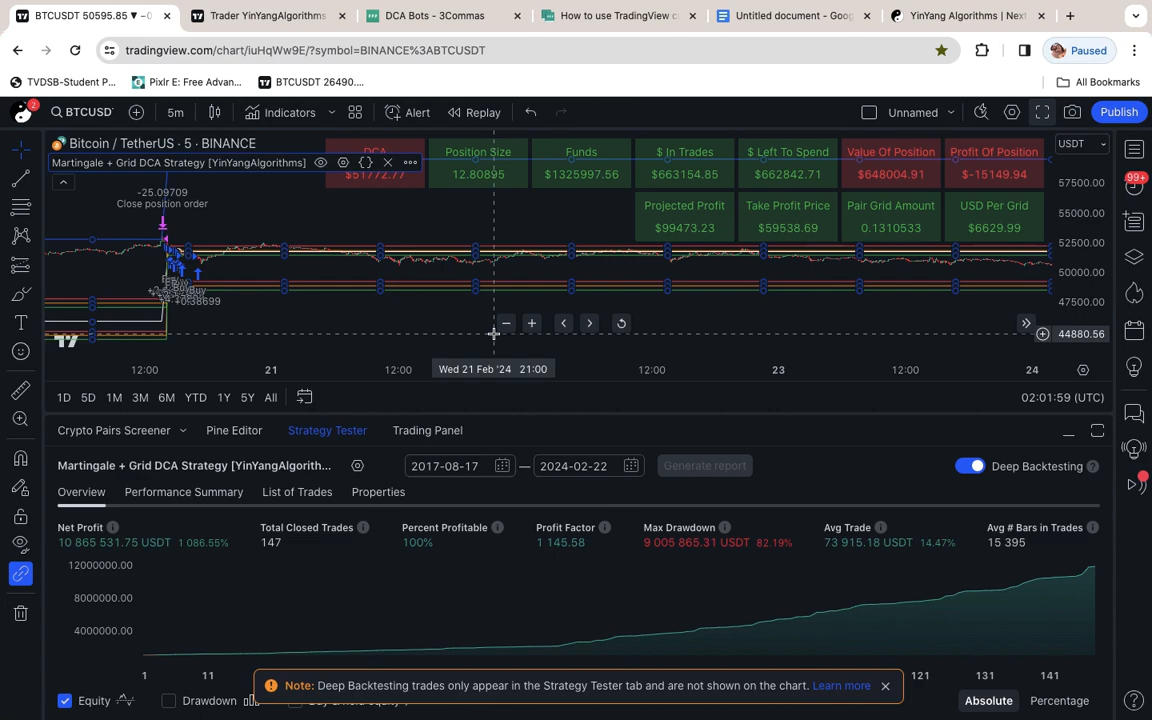 BTCUSDT 50595.85 ▼ −0
Trader YinYangAlgorithms
DCA Bots - 3Commas
How to use TradingView c
Untitled document - Goog
YinYang Algorithms | Next
tradingview.com/chart/iuHqWw9E/?symbol=BINANCE%3ABTCUSDT
Paused
TVDSB-Student P...
Pixlr E: Free Advan...
BTCUSDT 26490....
All Bookmarks
2
BTCUSDT
5m
Indicators
Alert
Replay
Unnamed
Publish
Bitcoin / TetherUS · 5 · BINANCE
Martingale + Grid DCA Strategy [YinYangAlgorithms]
DCA
$51772.77
Position Size
12.80895
Funds
$1325997.56
$ In Trades
$663154.85
$ Left To Spend
$662842.71
Value Of Position
$648004.91
Profit Of Position
$-15149.94
Projected Profit
$99473.23
Take Profit Price
$59538.69
Pair Grid Amount
0.1310533
USD Per Grid
$6629.99
USDT
99+
57500.00
55000.00
52500.00
50000.00
47500.00
44880.56
-25.09709
Close position order
+0.38699
12:00
21
12:00
Wed 21 Feb '24 21:00
12:00
23
12:00
24
1D
5D
1M
3M
6M
YTD
1Y
5Y
All
02:01:59 (UTC)
Crypto Pairs Screener
Pine Editor
Strategy Tester
Trading Panel
Martingale + Grid DCA Strategy [YinYangAlgorith...
2017-08-17
—
2024-02-22
Generate report
Deep Backtesting
Overview
Performance Summary
List of Trades
Properties
Net Profit
10 865 531.75 USDT 1 086.55%
Total Closed Trades
147
Percent Profitable
100%
Profit Factor
1 145.58
Max Drawdown
9 005 865.31 USDT 82.19%
Avg Trade
73 915.18 USDT 14.47%
Avg # Bars in Trades
15 395
12000000.00
8000000.00
4000000.00
1
11
121
131
141
Note: Deep Backtesting trades only appear in the Strategy Tester tab and are not shown on the chart. Learn more
Equity
Drawdown
Absolute
Percentage